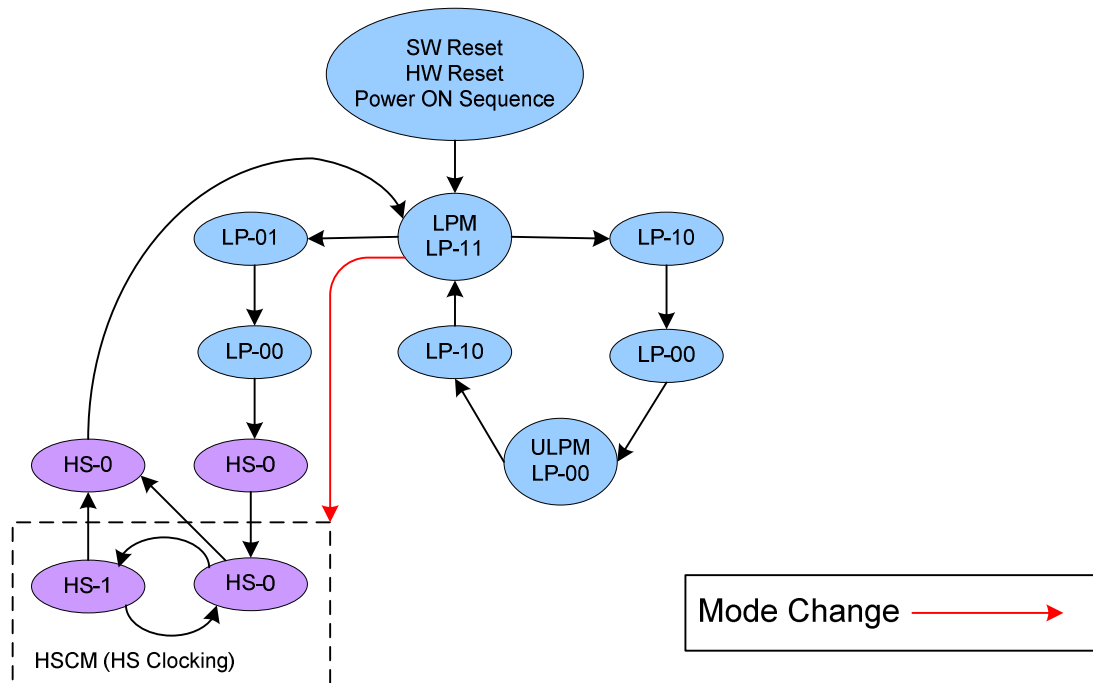 SW Reset
HW Reset
Power ON Sequence
LPM
LP-11
LP-01
LP-10
LP-00
LP-10
LP-00
ULPM
LP-00
HS-0
HS-0
HS-1
HS-0
HSCM (HS Clocking)
Mode Change